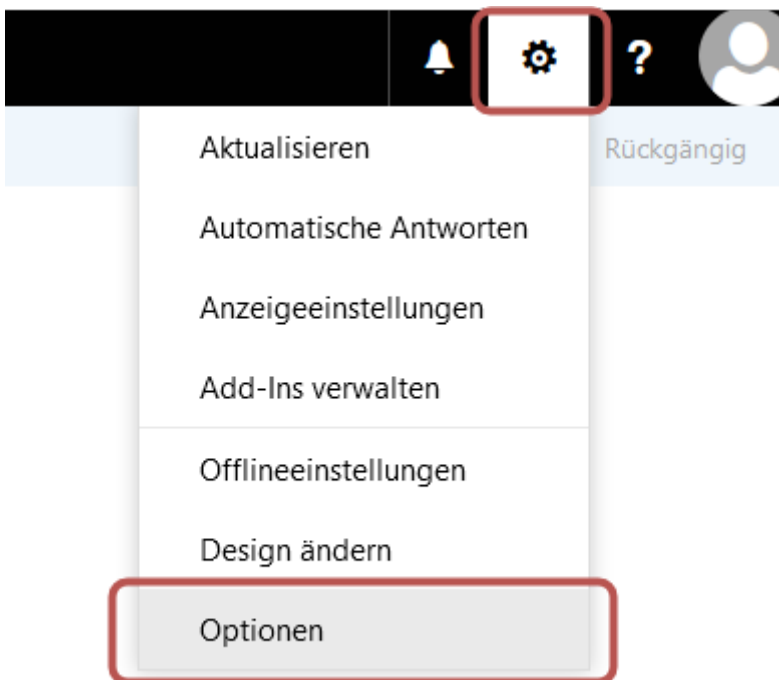 ?
Aktualisieren
Rückgängig
Automatische Antworten
Anzeigeeinstellungen
Add-Ins verwalten
Offlineeinstellungen
Design ändern
Optionen